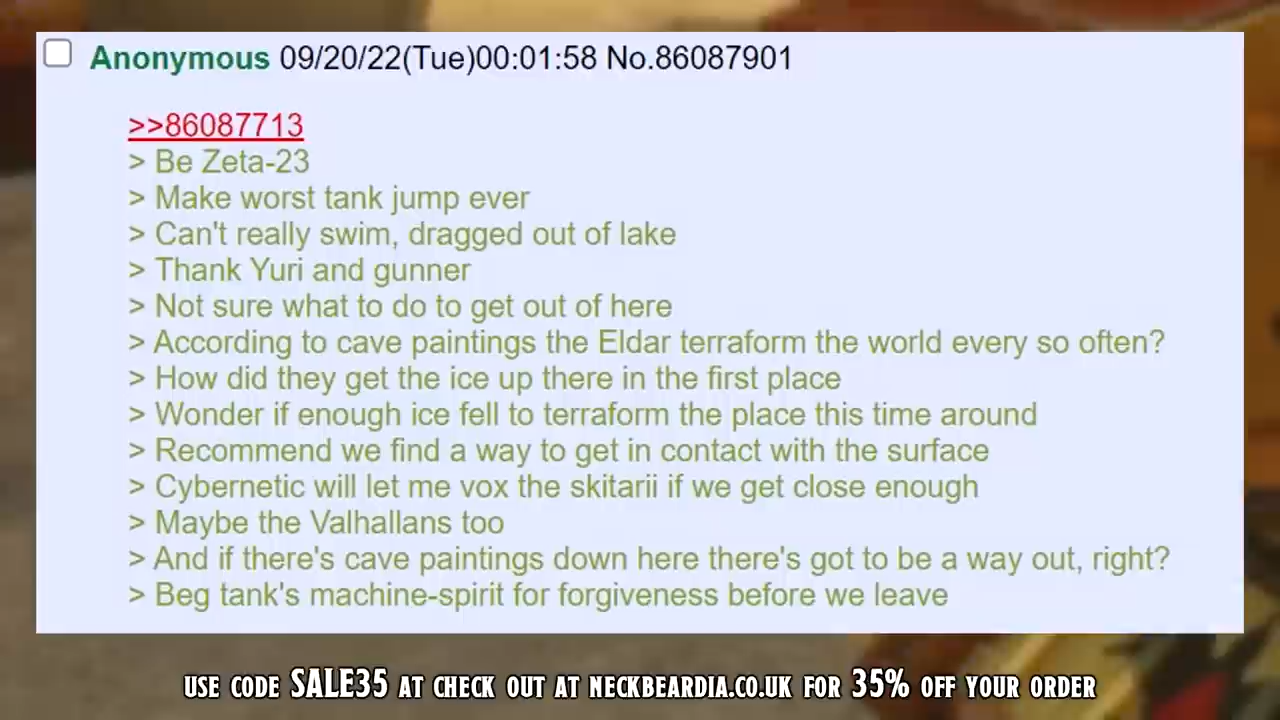 Anonymous 09/20/22(Tue)00:01:58 No.86087901
>>86087713
> Be Zeta-23
> Make worst tank jump ever
> Can't really swim, dragged out of lake
> Thank Yuri and gunner
> Not sure what to do to get out of here
> According to cave paintings the Eldar terraform the world every so often?
> How did they get the ice up there in the first place
> Wonder if enough ice fell to terraform the place this time around
> Recommend we find a way to get in contact with the surface
> Cybernetic will let me vox the skitarii if we get close enough
> Maybe the Valhallans too
> And if there's cave paintings down here there's got to be a way out, right?
> Beg tank's machine-spirit for forgiveness before we leave
USE CODE SALE35 AT CHECK OUT AT NECKBEARDIA.CO.UK FOR 35% OFF YOUR ORDER